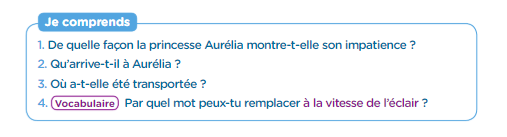 Je comprends
1. De quelle façon la princesse Aurélia montre-t-elle son impatience ?
2. Qu'arrive-t-il à Aurélia ?
3. Où a-t-elle été transportée ?
4. Vocabulaire Par quel mot peux-tu remplacer à la vitesse de l'éclair ?